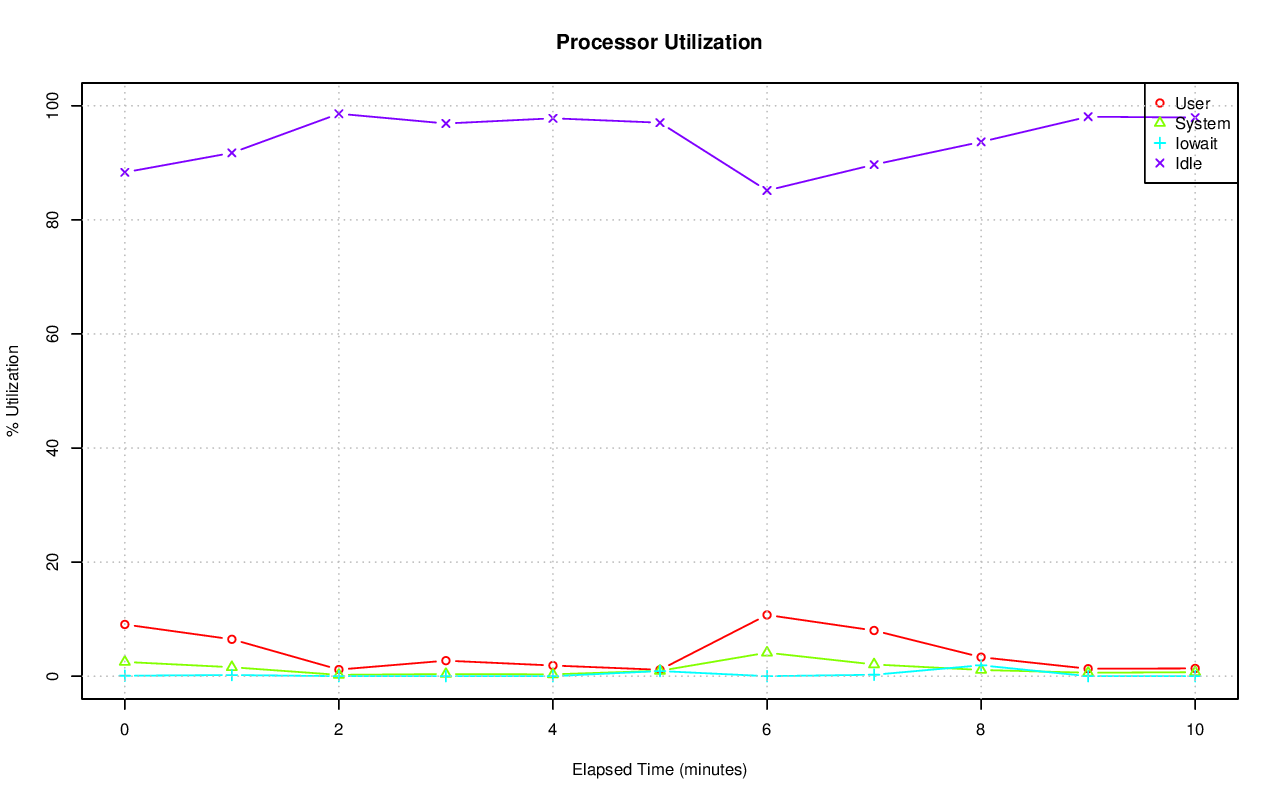 Processor Utilization
% Utilization
100
80
60
40
20
0
User
System
Iowait
Idle
0 2 4 6 8 10
Elapsed Time (minutes)